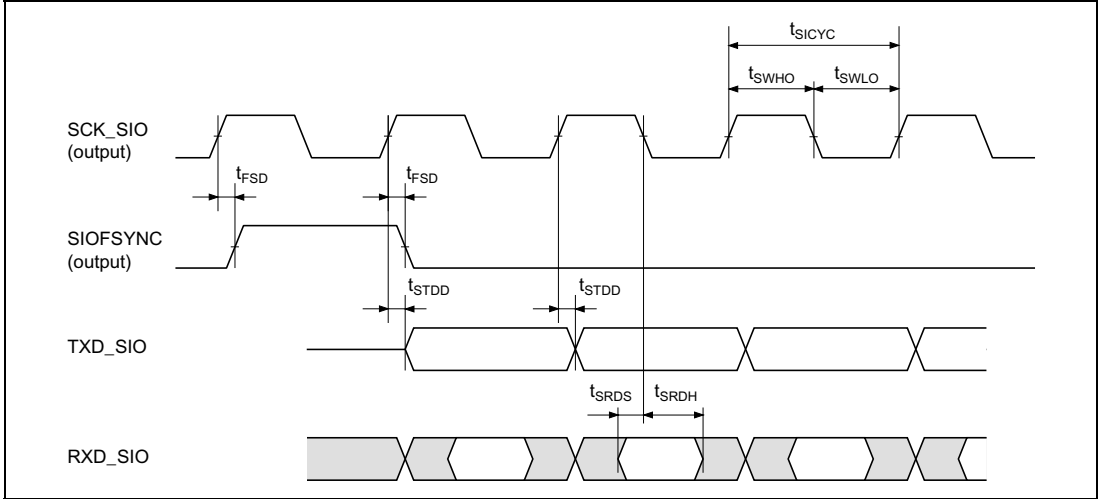 tSICYC
tSWHO tSWLO
SCK_SIO
(output)
tFSD tFSD
SIOFSYNC
(output)
tSTDD tSTDD
TXD_SIO
tSRDS tSRDH
RXD_SIO